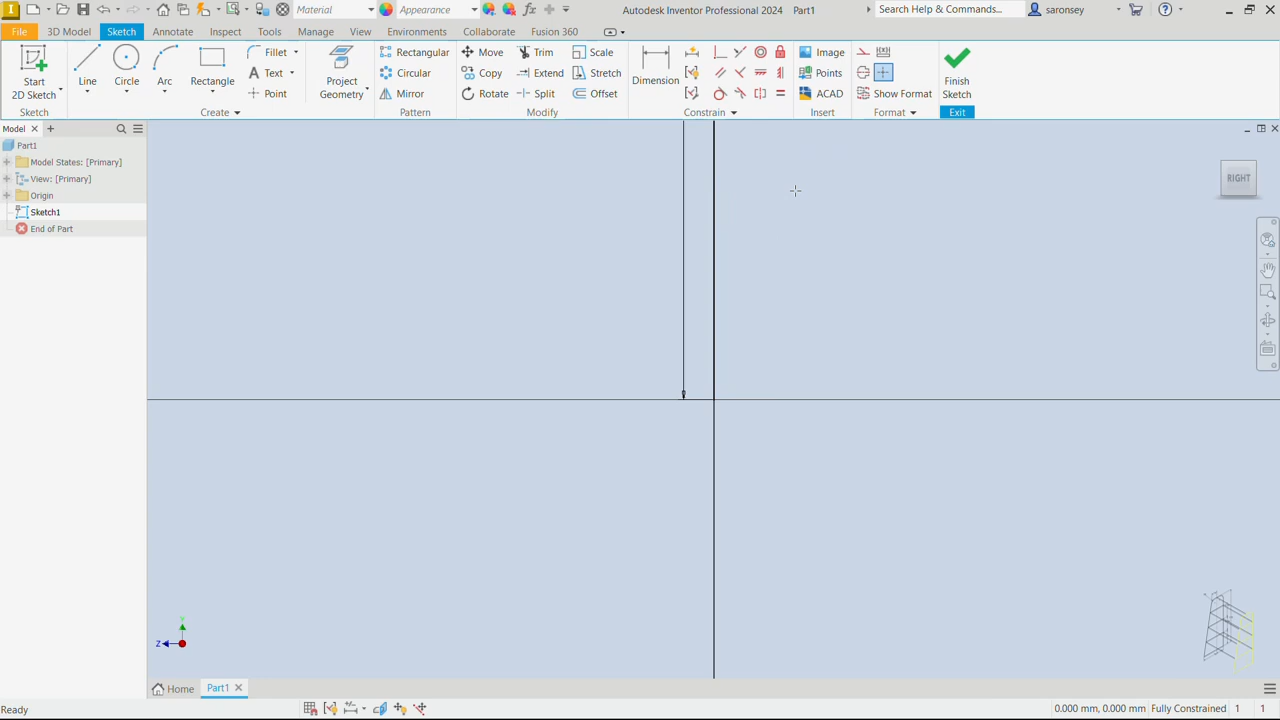 Material
Appearance
Autodesk Inventor Professional 2024 Part1
Search Help & Commands...
saronsey
File 3D Model Sketch Annotate Inspect Tools Manage View Environments Collaborate Fusion 360
Start
2D Sketch
Sketch
Line
Circle
Arc
Rectangle
Fillet
Text
Point
Create
Project
Geometry
Rectangular
Circular
Mirror
Pattern
Move
Copy
Rotate
Trim
Extend
Split
Scale
Stretch
Offset
Modify
Dimension
Constrain
Image
Points
ACAD
Insert
Show Format
Format
Finish
Sketch
Exit
Model
Part1
Model States: [Primary]
View: [Primary]
Origin
Sketch1
End of Part
RIGHT
Y
Z
Home
Part1
Ready
0.000 mm, 0.000 mm Fully Constrained 1 1